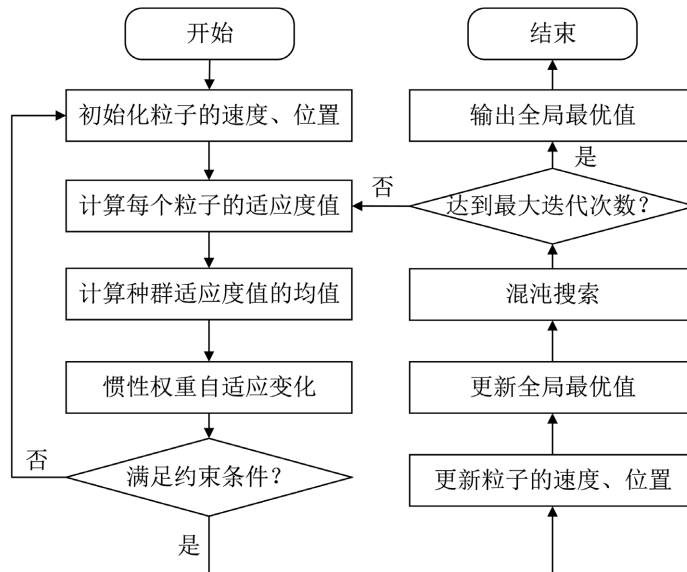 开始
初始化粒子的速度、位置
计算每个粒子的适应度值
计算种群适应度值的均值
惯性权重自适应变化
满足约束条件？
否
是
更新粒子的速度、位置
更新全局最优值
混沌搜索
达到最大迭代次数？
否
是
输出全局最优值
结束